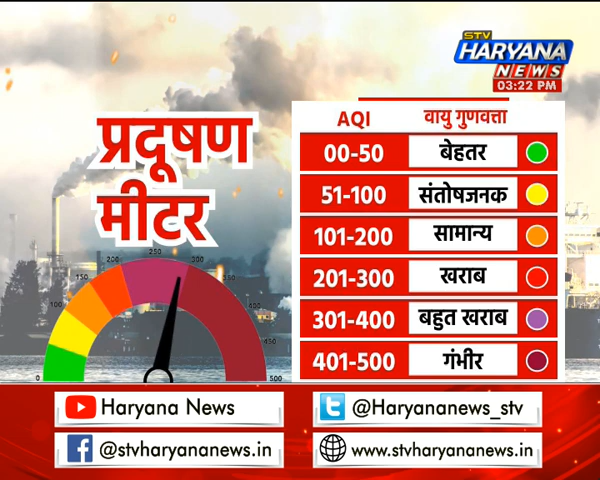 STV
HARYANA
NEWS
03:22 PM
प्रदूषण
मीटर
AQI वायु गुणवत्ता
00-50 बेहतर
51-100 संतोषजनक
101-200 सामान्य
201-300 खराब
301-400 बहुत खराब
401-500 गंभीर
0
50
100
150
200
250
300
350
400
450
500
Haryana News
@Haryananews_stv
@stvharyananews.in
www.stvharyananews.in